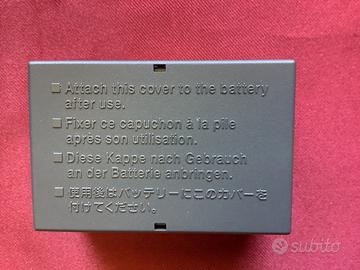 □ Attach this cover to the battery
after use.
□ Fixer ce capuchon à la pile
après son utilisation.
□ Diese Kappe nach Gebrauch
an der Batterie anbringen.
□ 使用後はバッテリーにこのカバーを
付けてください。
subito